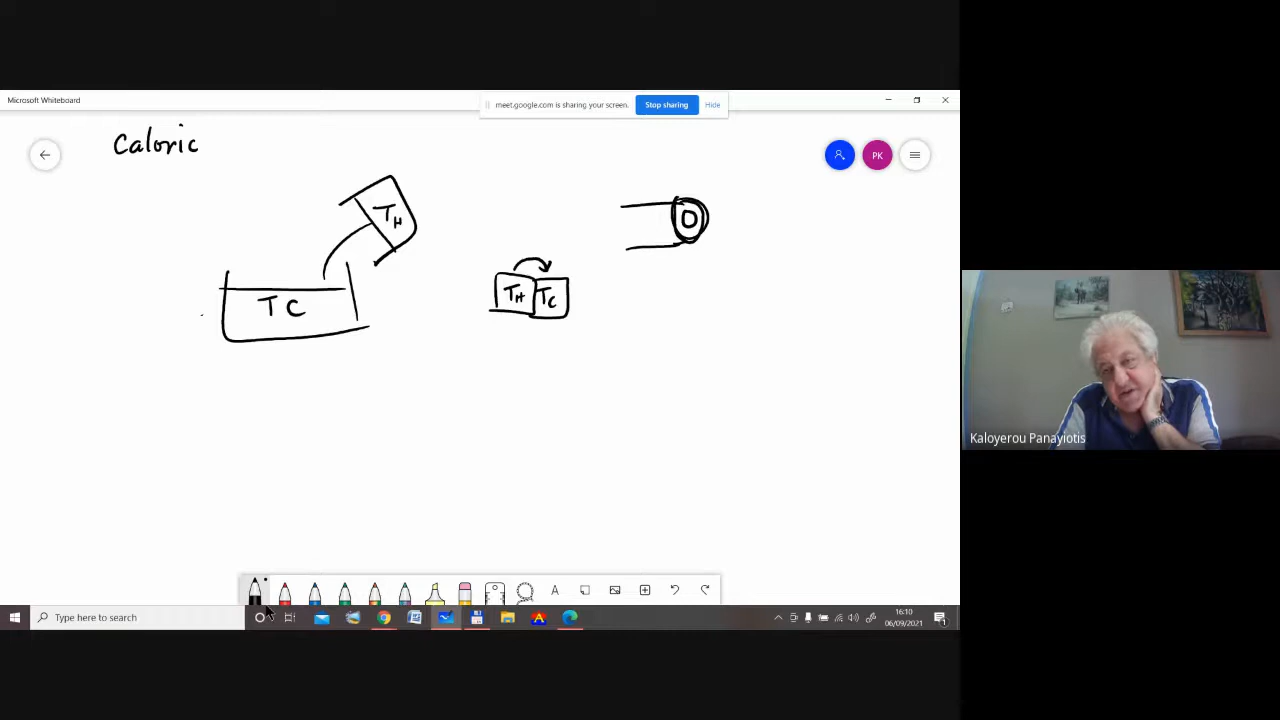 Microsoft Whiteboard
meet.google.com is sharing your screen.
Stop sharing
Hide
Caloric
PK
TH
TC
TH
TC
Kaloyerou Panayiotis
A
Type here to search
16:10
06/09/2021